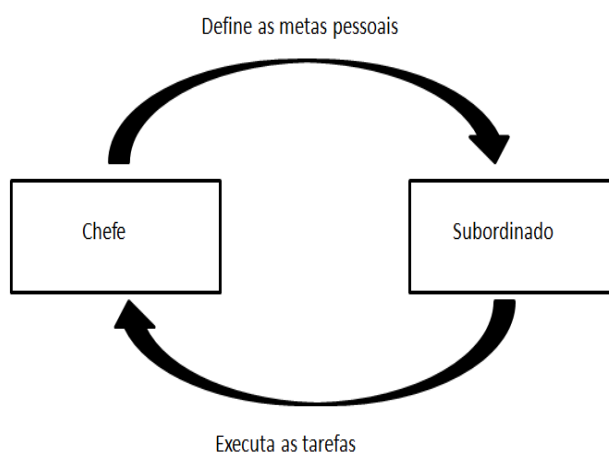 Define as metas pessoais
Chefe
Subordinado
Executa as tarefas